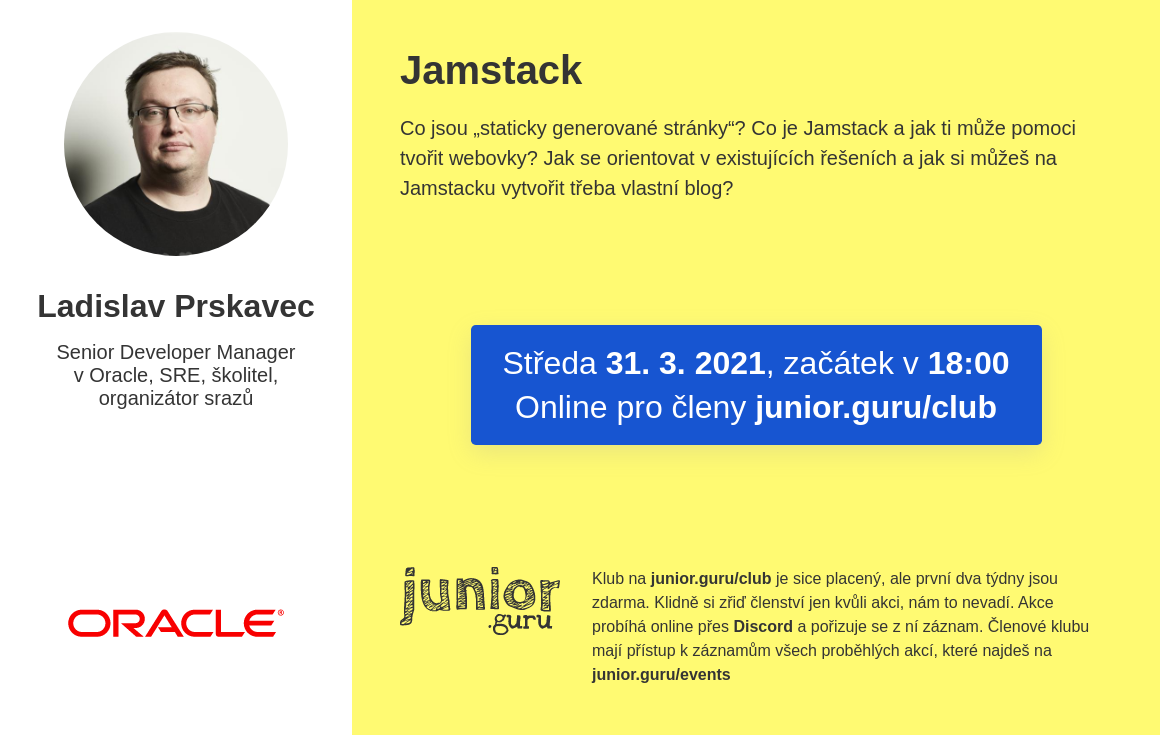 Ladislav Prskavec
Senior Developer Manager
v Oracle, SRE, školitel,
organizátor srazů
ORACLE®
Jamstack
Co jsou „staticky generované stránky“? Co je Jamstack a jak ti může pomoci
tvořit webovky? Jak se orientovat v existujících řešeních a jak si můžeš na
Jamstacku vytvořit třeba vlastní blog?
Středa 31. 3. 2021, začátek v 18:00
Online pro členy junior.guru/club
junior
.guru
Klub na junior.guru/club je sice placený, ale první dva týdny jsou
zdarma. Klidně si zřiď členství jen kvůli akci, nám to nevadí. Akce
probíhá online přes Discord a pořizuje se z ní záznam. Členové klubu
mají přístup k záznamům všech proběhlých akcí, které najdeš na
junior.guru/events